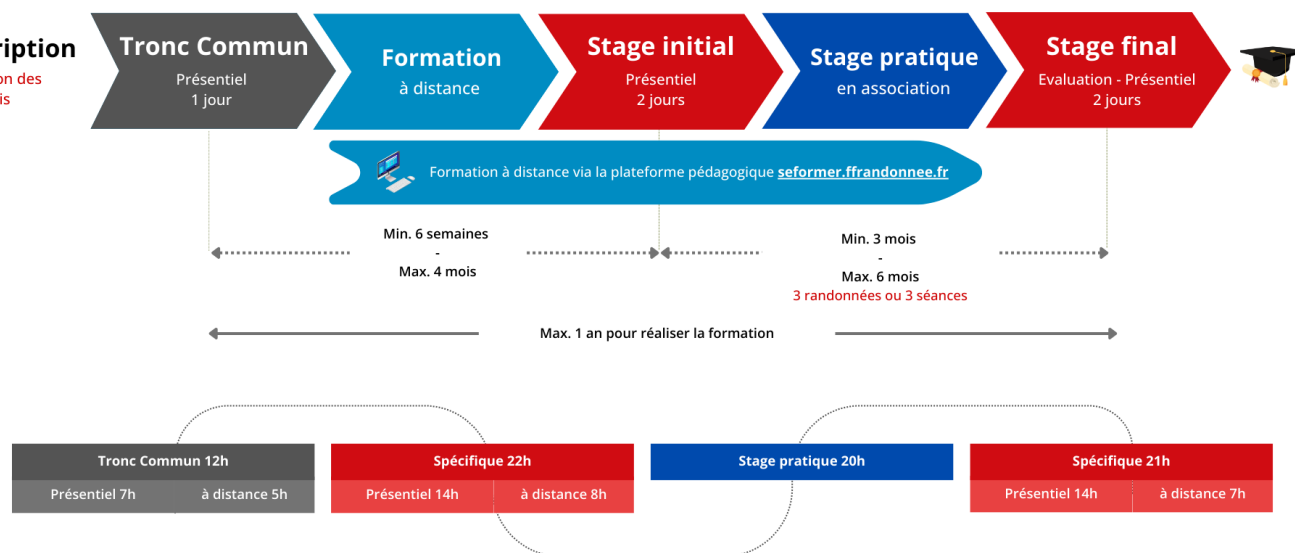 ription
on des
is
Tronc Commun
Présentiel
1 jour
Formation
à distance
Stage initial
Présentiel
2 jours
Stage pratique
en association
Stage final
Evaluation - Présentiel
2 jours
Formation à distance via la plateforme pédagogique seformer.ffrandonnee.fr
Min. 6 semaines
-
Max. 4 mois
Min. 3 mois
-
Max. 6 mois
3 randonnées ou 3 séances
Max. 1 an pour réaliser la formation
Tronc Commun 12h
Présentiel 7h
à distance 5h
Spécifique 22h
Présentiel 14h
à distance 8h
Stage pratique 20h
Spécifique 21h
Présentiel 14h
à distance 7h